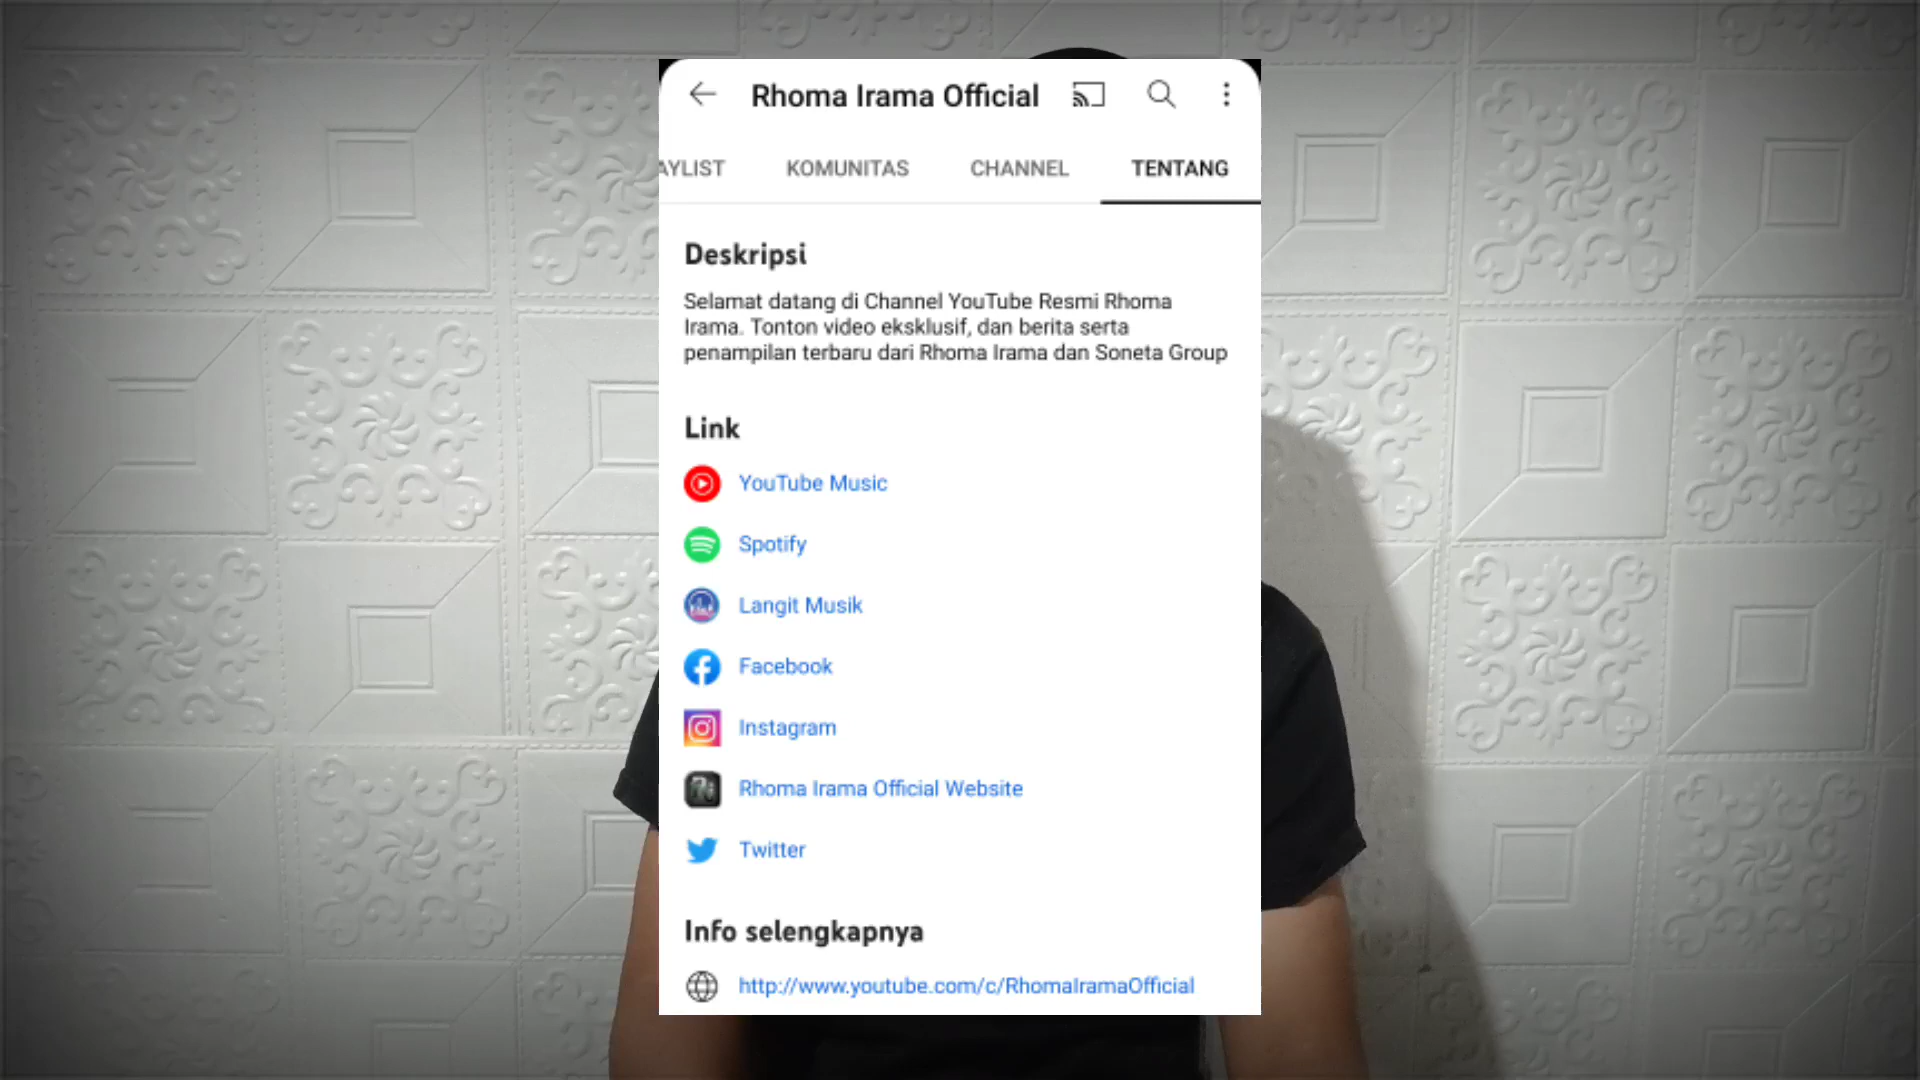 Rhoma Irama Official
AYLIST KOMUNITAS CHANNEL TENTANG
Deskripsi
Selamat datang di Channel YouTube Resmi Rhoma
Irama. Tonton video eksklusif, dan berita serta
penampilan terbaru dari Rhoma Irama dan Soneta Group
Link
YouTube Music
Spotify
Langit Musik
Facebook
Instagram
Rhoma Irama Official Website
Twitter
Info selengkapnya
http://www.youtube.com/c/RhomaIramaOfficial